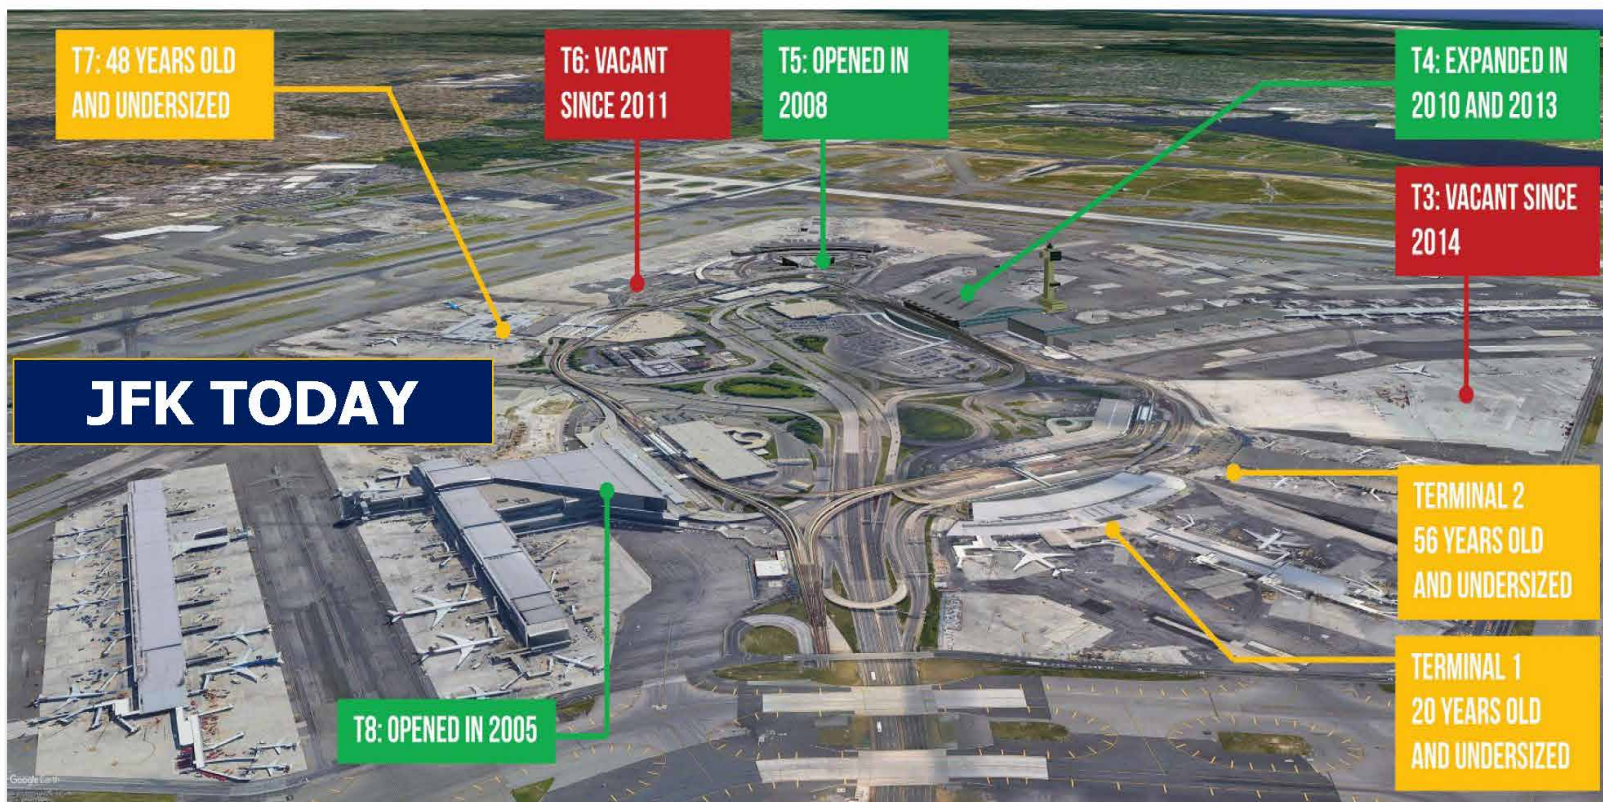 T7: 48 YEARS OLD
AND UNDERSIZED
T6: VACANT
SINCE 2011
T5: OPENED IN
2008
T4: EXPANDED IN
2010 AND 2013
T3: VACANT SINCE
2014
JFK TODAY
TERMINAL 2
56 YEARS OLD
AND UNDERSIZED
TERMINAL 1
20 YEARS OLD
AND UNDERSIZED
T8: OPENED IN 2005
Google Earth